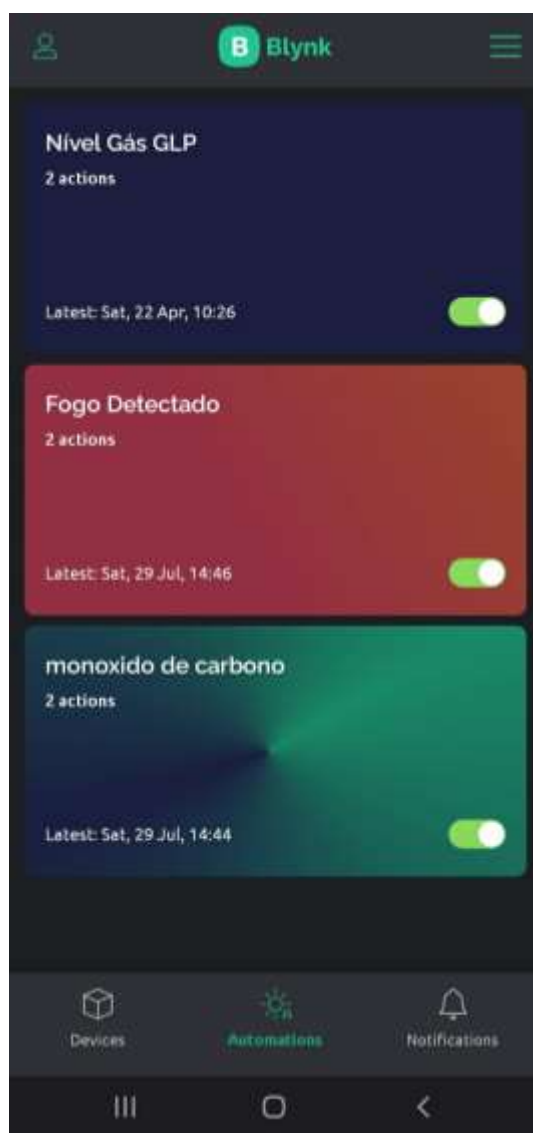 B Blynk
Nível Gás GLP
2 actions
Latest: Sat, 22 Apr, 10:26
Fogo Detectado
2 actions
Latest: Sat, 29 Jul, 14:46
monoxido de carbono
2 actions
Latest: Sat, 29 Jul, 14:44
Devices Automations Notifications